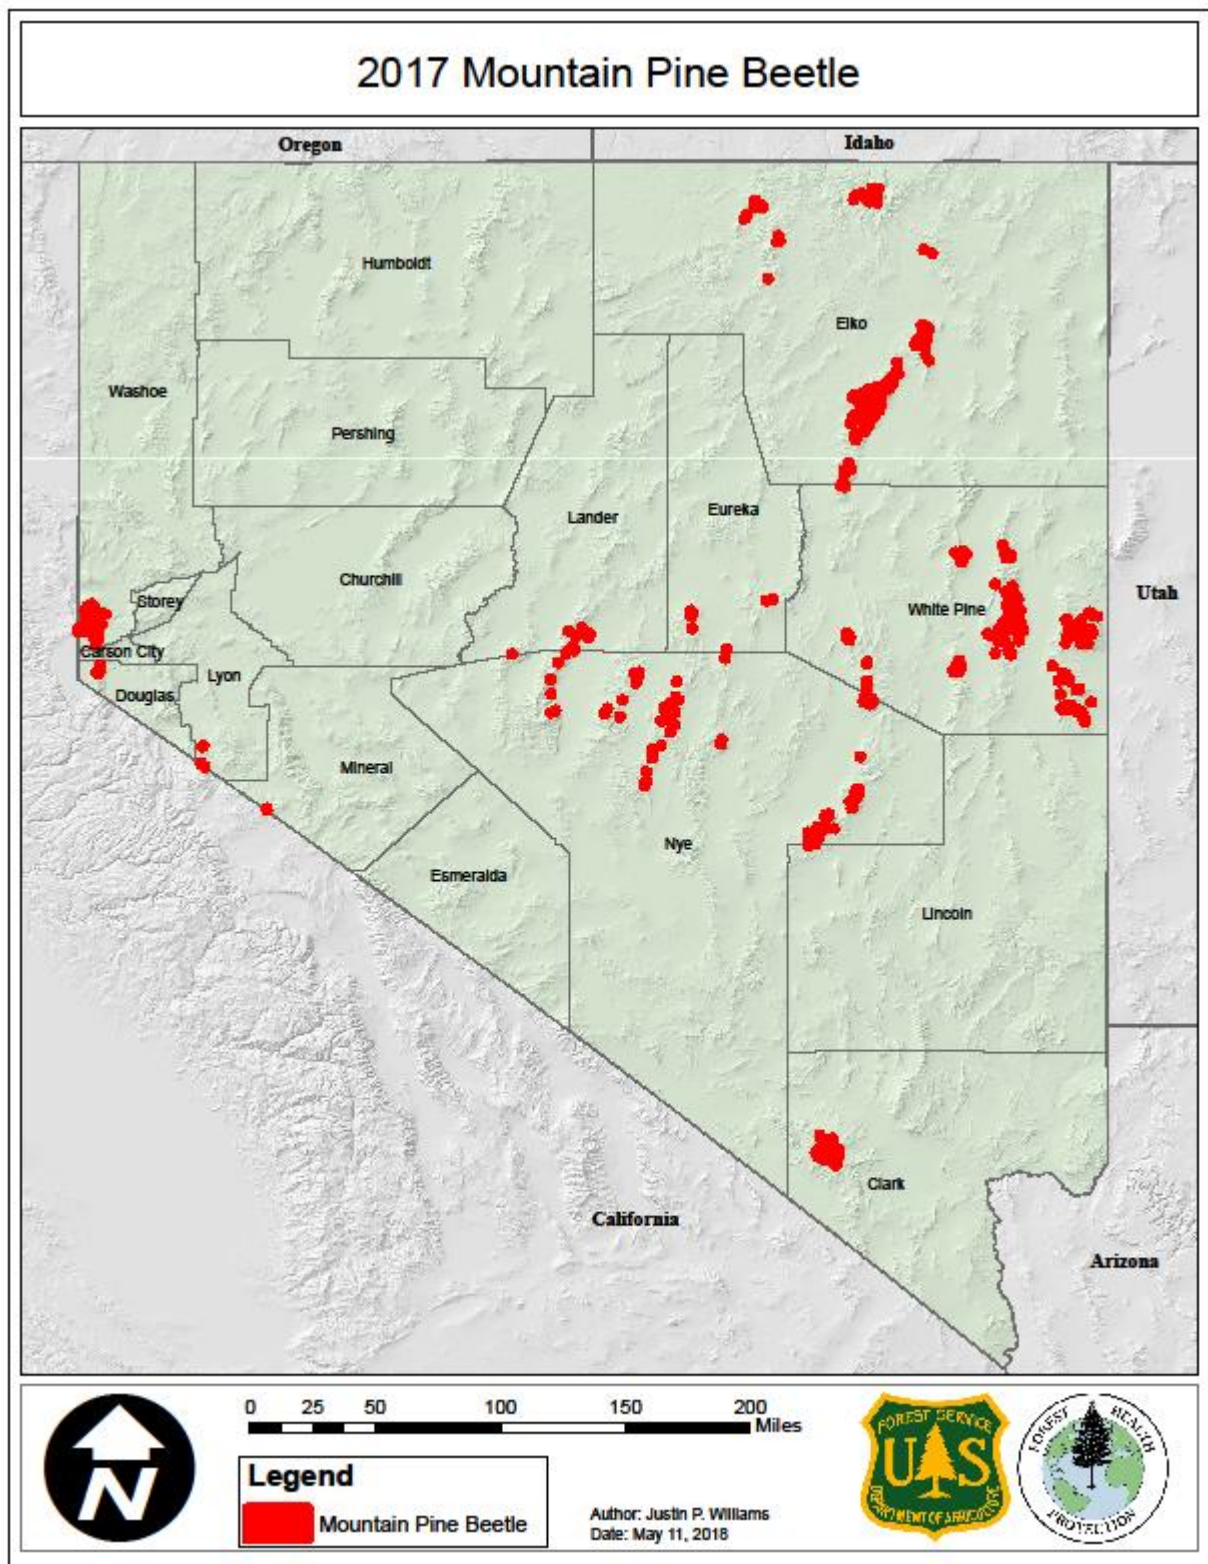 2017 Mountain Pine Beetle
Oregon
Idaho
Humboldt
Elko
Washoe
Pershing
Lander
Eureka
Churchill
Storey
White Pine
Utah
Carson City
Lyon
Douglas
Mineral
Nye
Esmeralda
Lincoln
Clark
California
Arizona
N
0 25 50 100 150 200
Miles
Legend
Mountain Pine Beetle
Author: Justin P. Williams
Date: May 11, 2018
FOREST SERVICE
U S
DEPARTMENT OF AGRICULTURE
FOREST HEALTH
PROTECTION